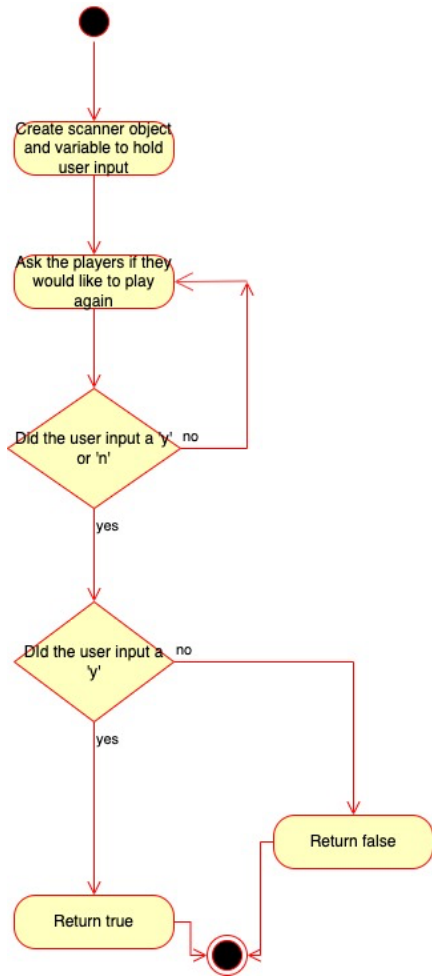 Create scanner object
and variable to hold
user input
Ask the players if they
would like to play
again
Did the user input a 'y'
or 'n'
no
yes
DId the user input a
'y'
no
yes
Return false
Return true